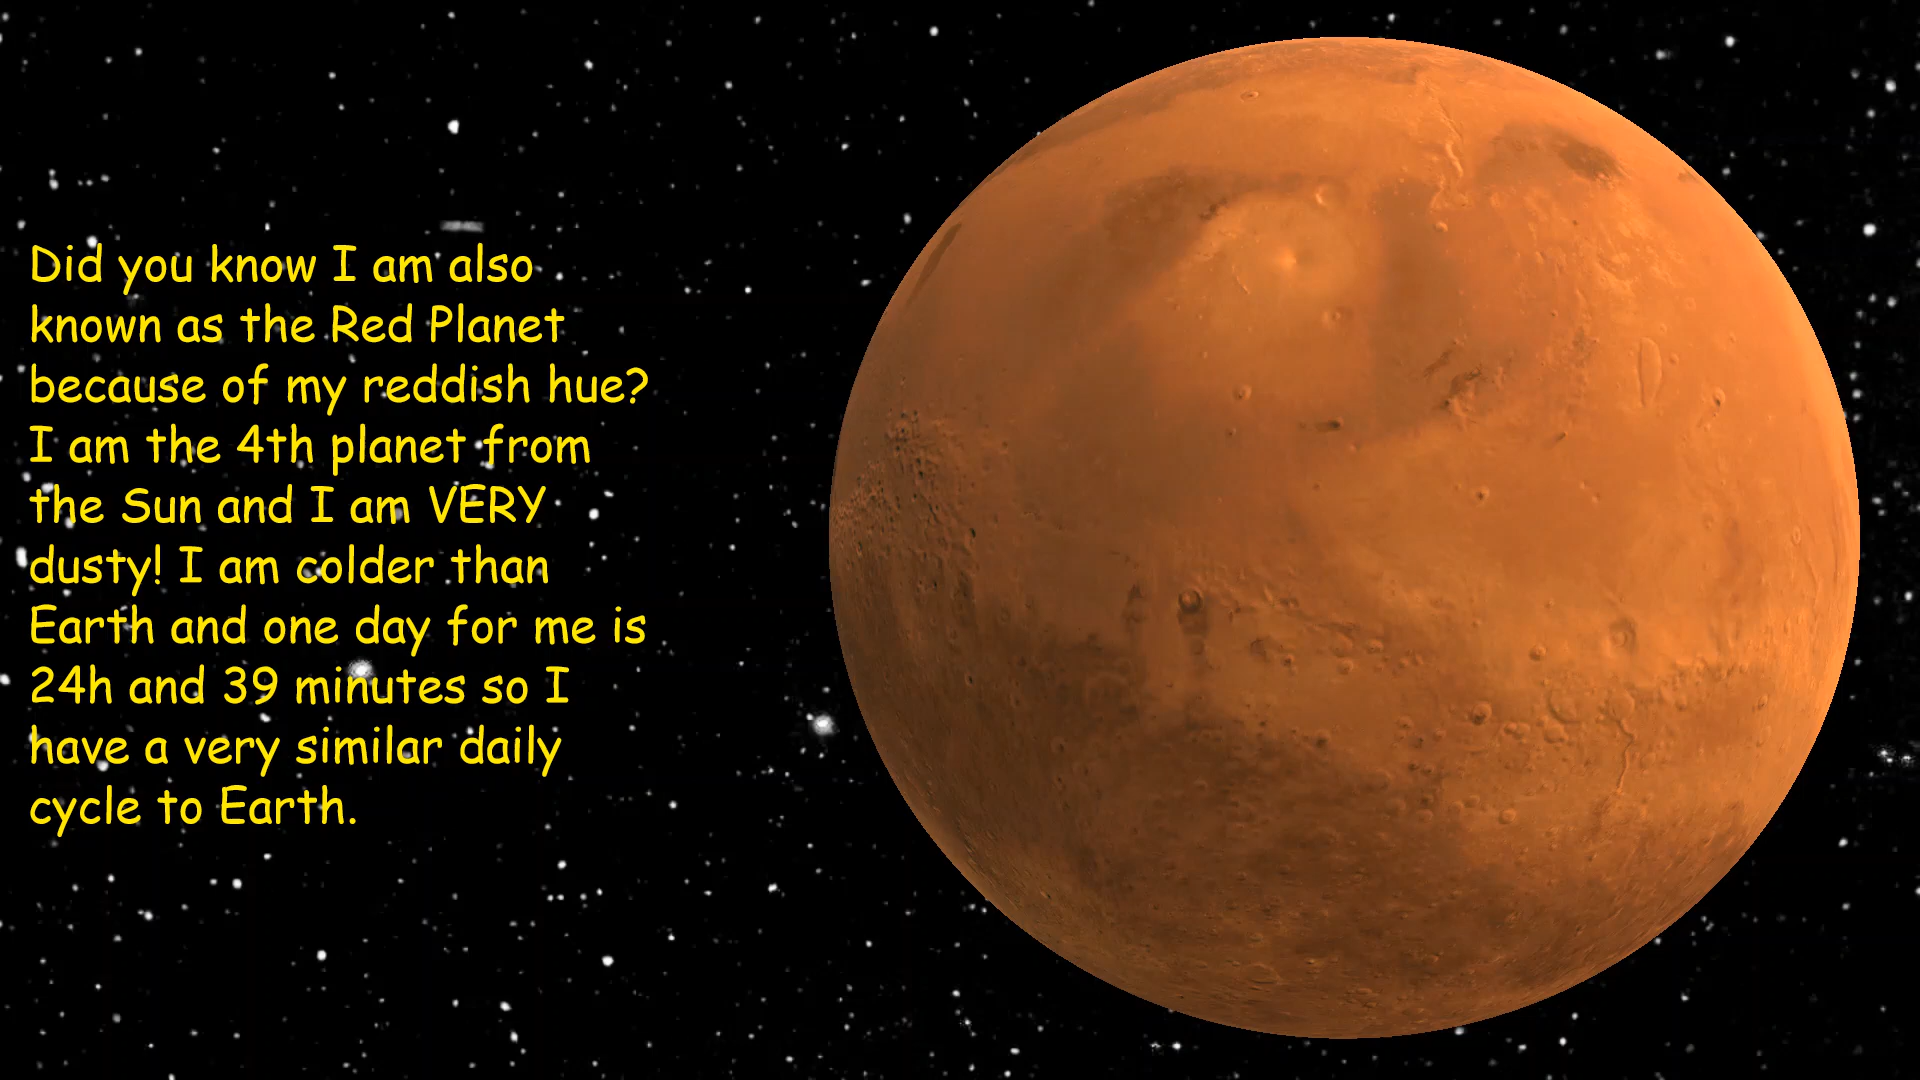 Did you know I am also
known as the Red Planet
because of my reddish hue?
I am the 4th planet from
the Sun and I am VERY
dusty! I am colder than
Earth and one day for me is
24h and 39 minutes so I
have a very similar daily
cycle to Earth.